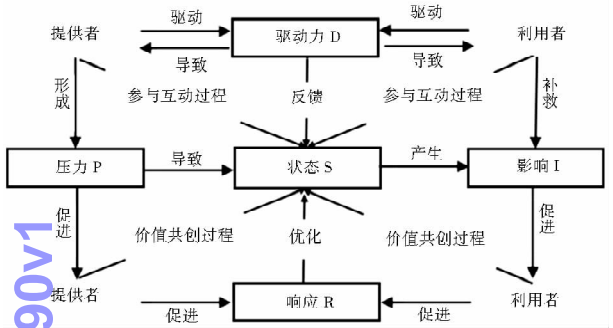 驱动
驱动
提供者
驱动力 D
利用者
导致
导致
形成
参与互动过程
反馈
参与互动过程
补救
压力 P
导致
状态 S
产生
影响 I
促进
价值共创过程
优化
价值共创过程
促进
提供者
响应 R
利用者
促进
促进
90v1